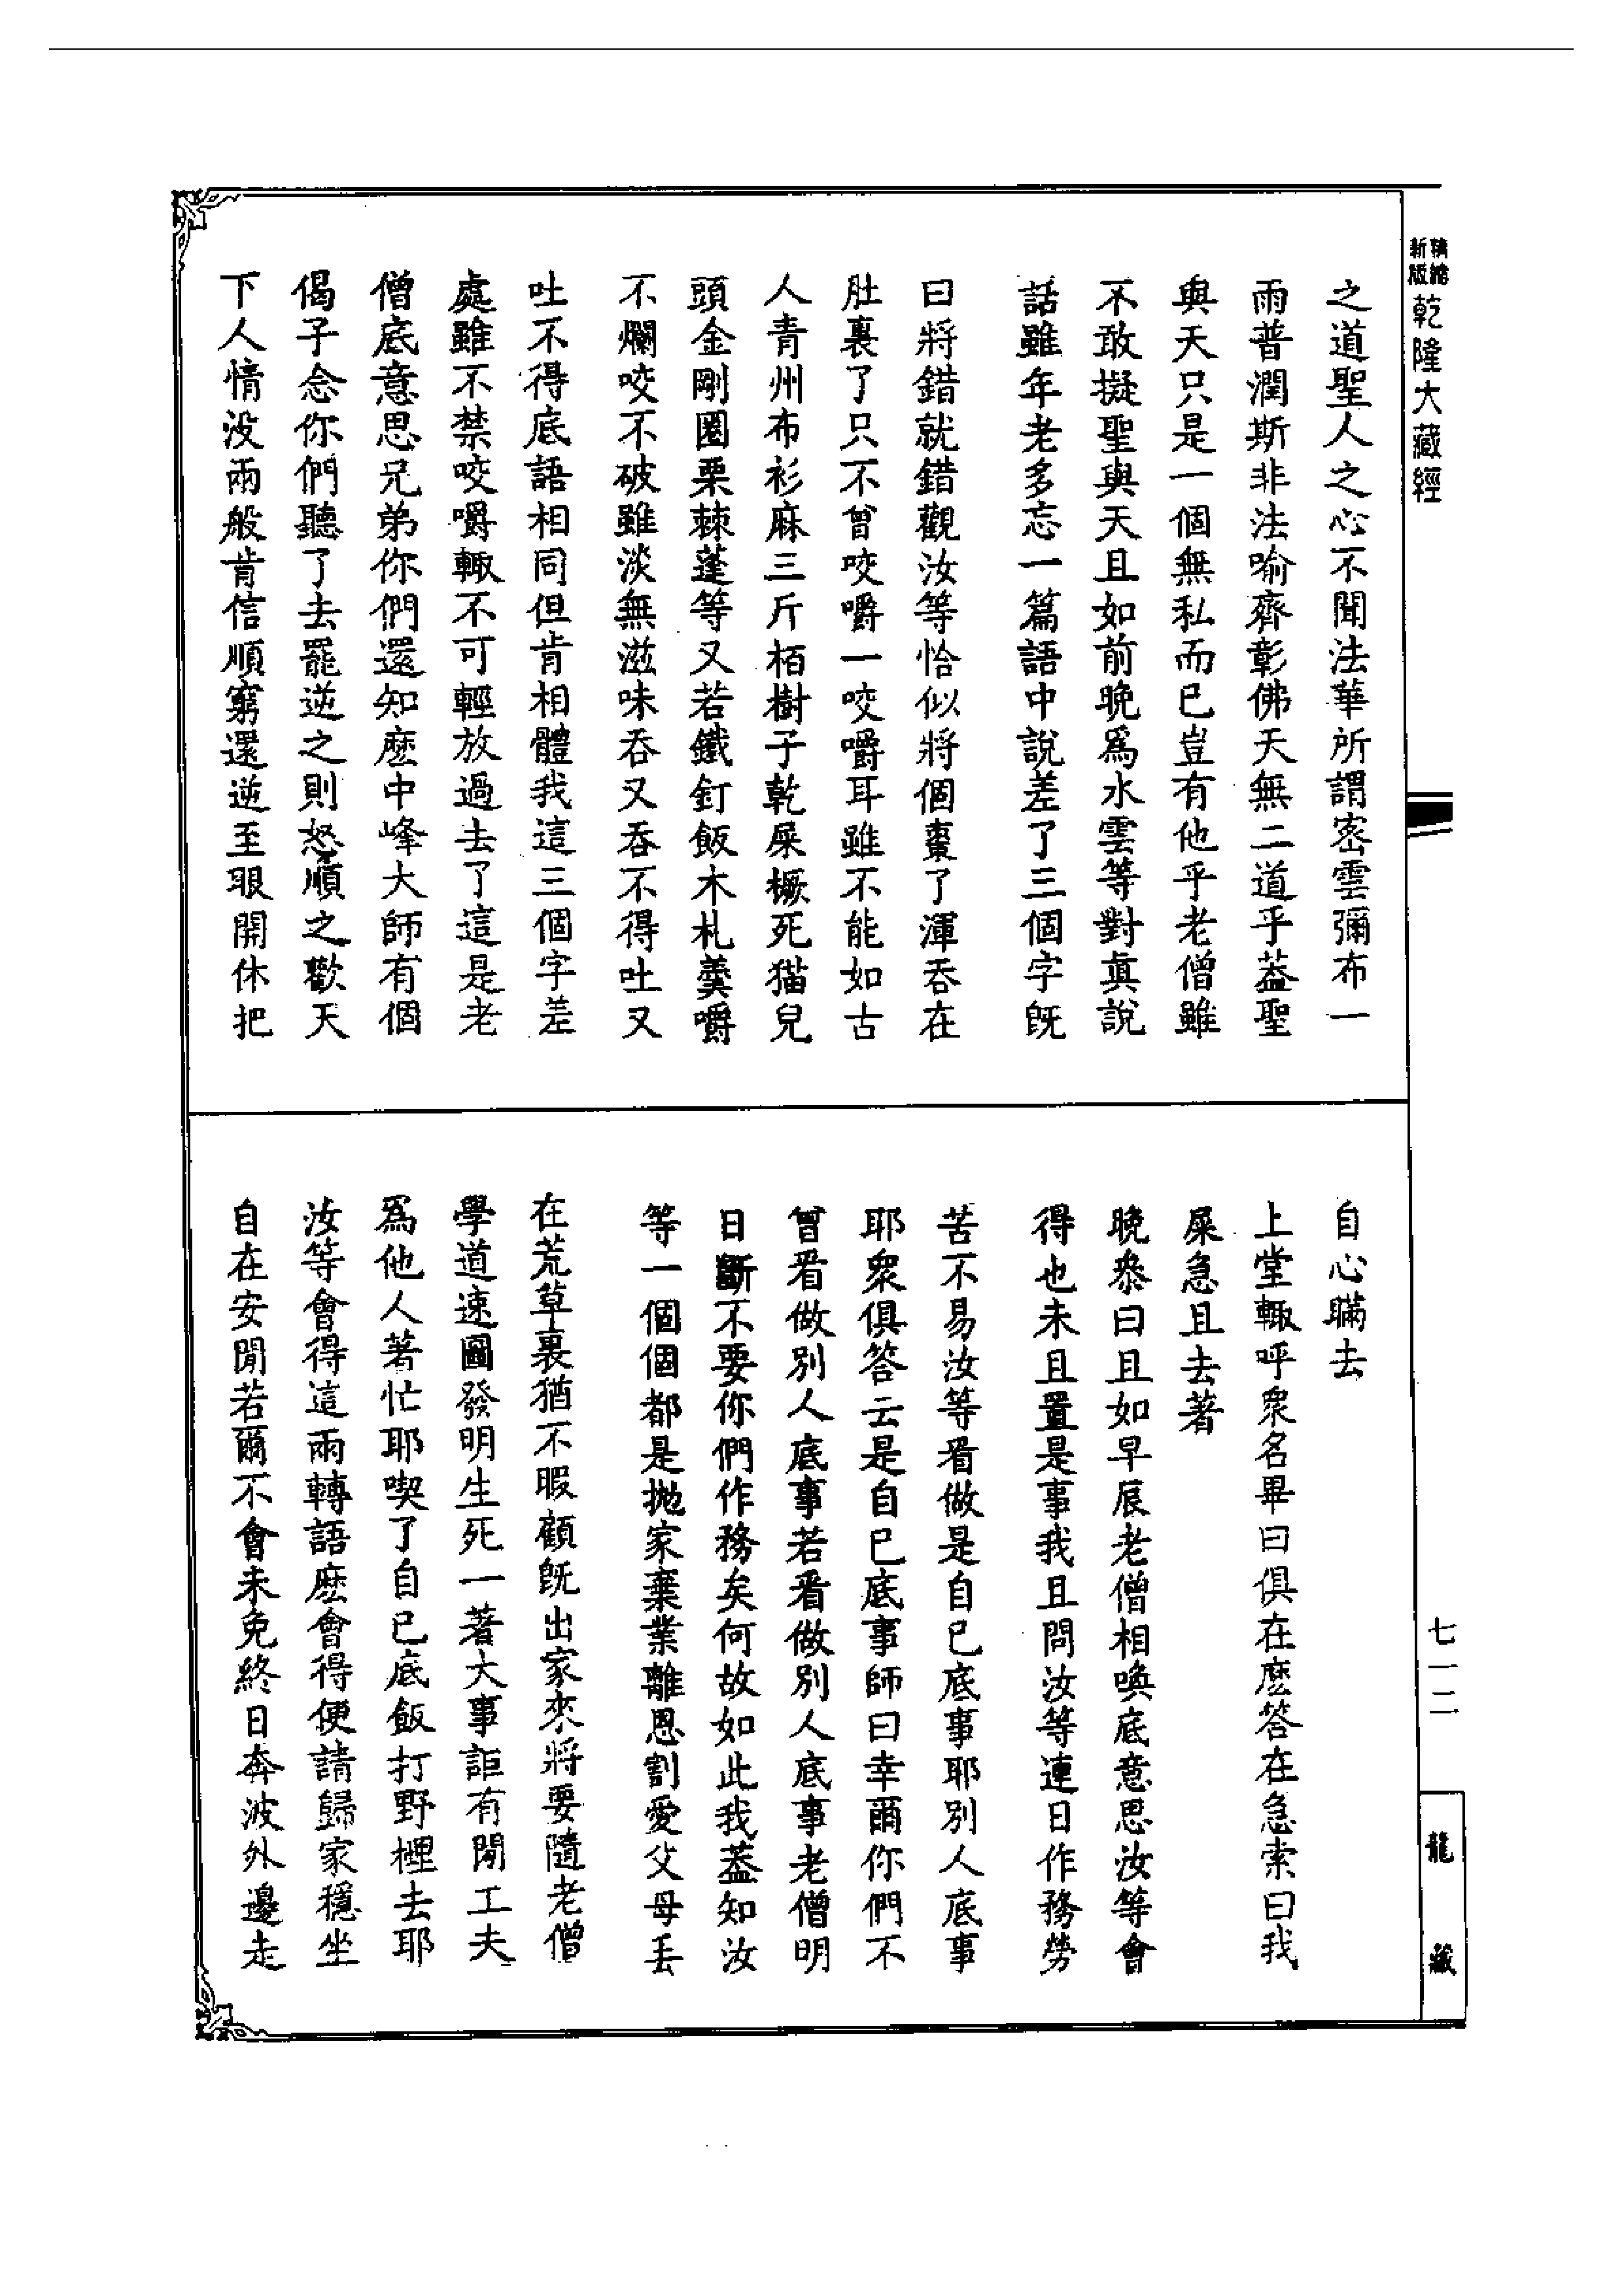 精縮
新版
乾隆大藏經
之道聖人之心不聞法華所謂密雲彌布一
雨普潤斯非法喻齊彰佛天無二道乎葢聖
與天只是一個無私而已豈有他乎老僧雖
不敢擬聖與天且如前晚爲水雲等對眞說
話雖年老多忘一篇語中說差了三個字旣
曰將錯就錯觀汝等恰似將個棗了渾吞在
肚裏了只不曾咬嚼一咬嚼耳雖不能如古
人青州布衫麻三斤栢樹子乾屎橛死猫兒
頭金剛圈栗棘蓬等又若鐵釘飯木札羮嚼
不爛咬不破雖淡無滋味吞又吞不得吐又
吐不得底語相同但肯相體我這三個字差
處雖不禁咬嚼輙不可輕放過去了這是老
僧底意思兄弟你們還知麽中峰大師有個
偈子念你們聽了去罷逆之則怒順之歡天
下人情没兩般肯信順窮還逆至眼開休把
自心瞞去
上堂輙呼衆名畢曰俱在麽答在急索曰我
屎急且去著
晚叅曰且如早辰老僧相喚底意思汝等會
得也未且置是事我且問汝等連日作務勞
苦不易汝等看做是自已底事耶別人底事
耶衆俱答云是自已底事師曰幸爾你們不
曾看做別人底事若看做別人底事老僧明
日斷不要你們作務矣何故如此我葢知汝
等一個個都是抛家棄業離恩割愛父母丟
在荒草裏猶不暇顧旣出家來將要隨老僧
學道速圖發明生死一著大事詎有閒工夫
爲他人著忙耶喫了自已底飯打野榸去耶
汝等會得這兩轉語麽會得便請歸家穩坐
自在安閒若爾不會未免終日奔波外邊走
七一二
龍藏